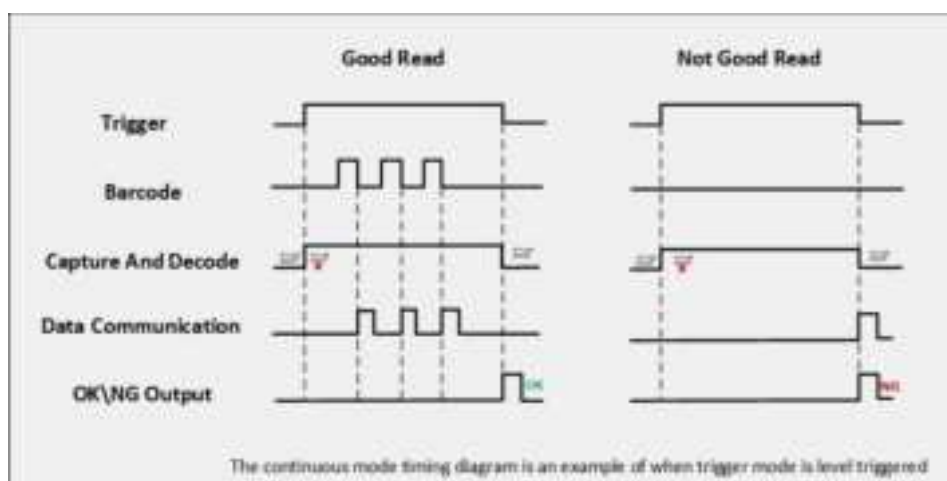 Good Read
Not Good Read
Trigger
Barcode
Capture And Decode
Data Communication
OK\NG Output
OK
NG
The continuous mode timing diagram is an example of when trigger mode is level triggered